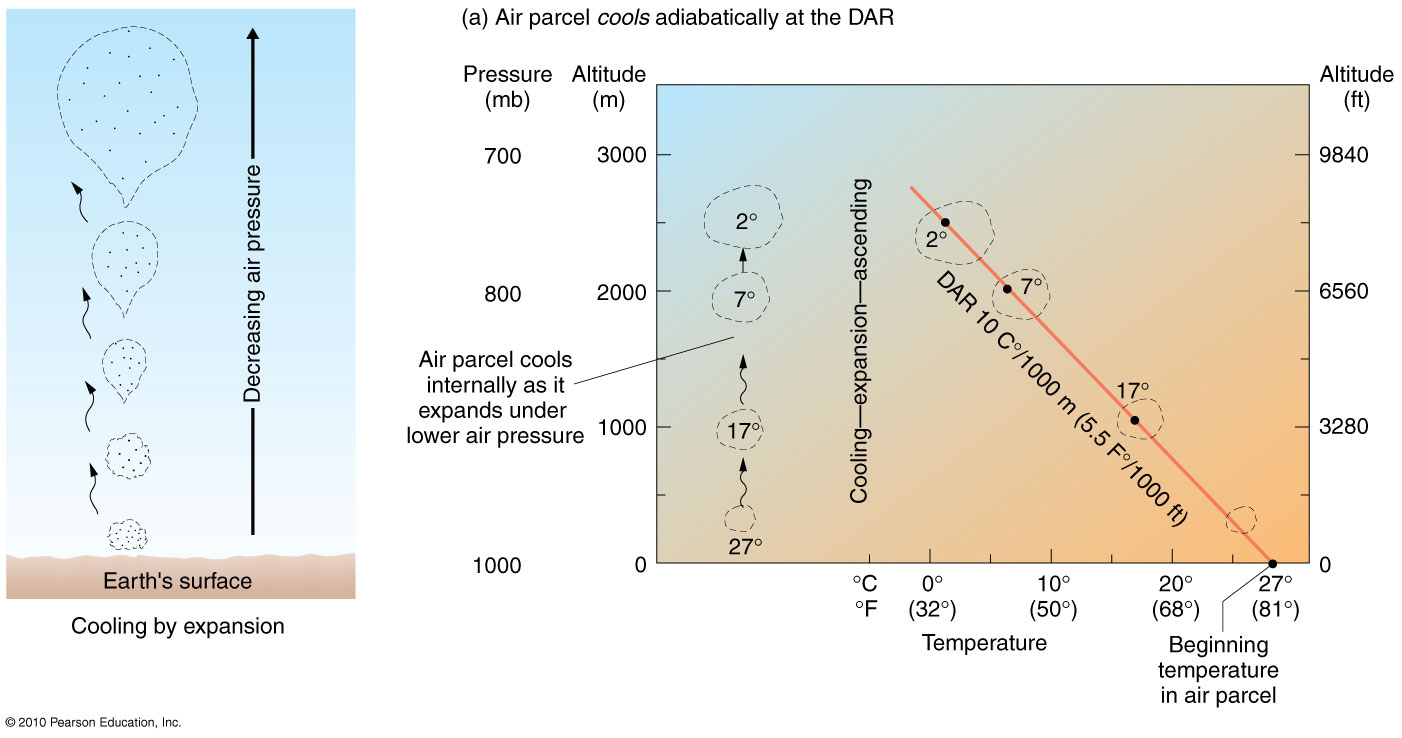 Decreasing air pressure
Earth's surface
Cooling by expansion
© 2010 Pearson Education, Inc.
(a) Air parcel cools adiabatically at the DAR
Pressure
(mb)
Altitude
(m)
Altitude
(ft)
700
3000
9840
800
2000
6560
1000
3280
1000
0
0
2°
7°
17°
27°
Air parcel cools
internally as it
expands under
lower air pressure
Cooling—expansion—ascending
2°
7°
17°
DAR 10 C°/1000 m (5.5 F°/1000 ft)
°C 0° 10° 20° 27°
°F (32°) (50°) (68°) (81°)
Temperature
Beginning
temperature
in air parcel